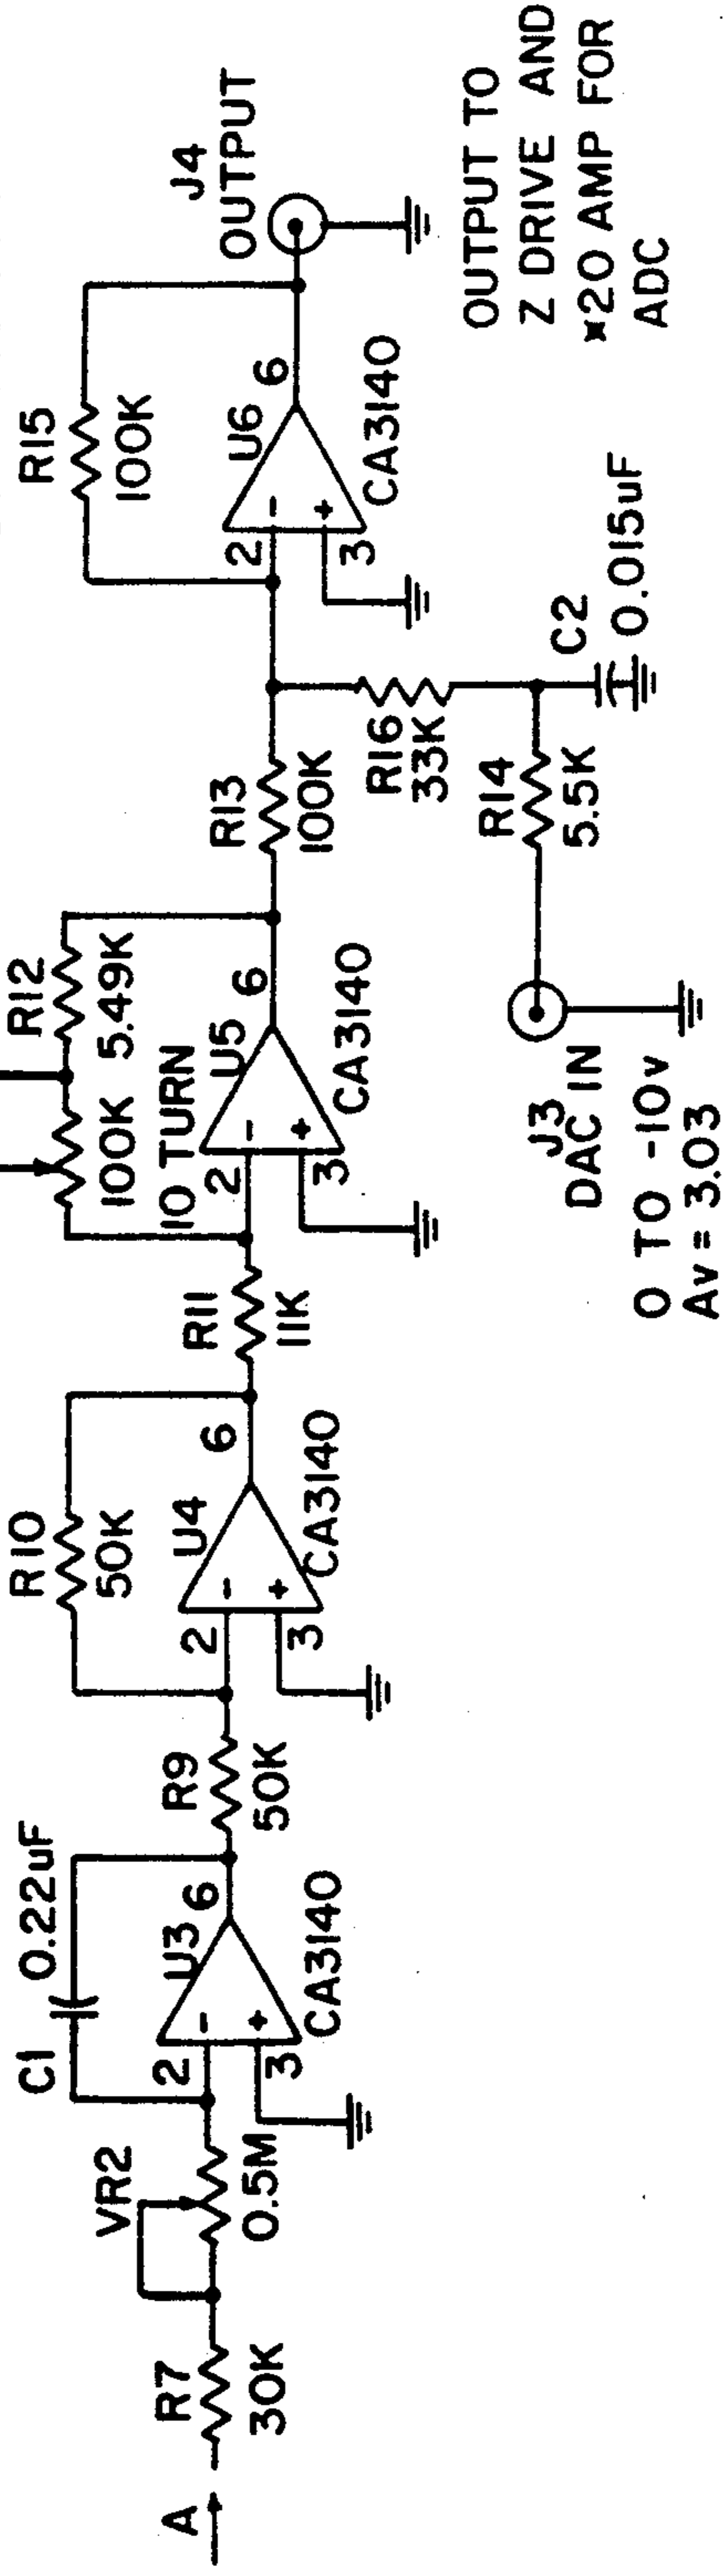 A
R7
30K
VR2
0.5M
C1 0.22uF
2
3
-
+
U3
6
CA3140
R9
50K
R10
50K
2
3
-
+
U4
6
CA3140
R11
11K
100K
10 TURN
R12
5.49K
2
3
-
+
U5
6
CA3140
R13
100K
R15
100K
2
3
-
+
U6
6
CA3140
J4
OUTPUT
OUTPUT TO
Z DRIVE AND
×20 AMP FOR
ADC
R16
33K
R14
5.5K
C2
0.015uF
J3
DAC IN
0 TO -10v
Av = 3.03